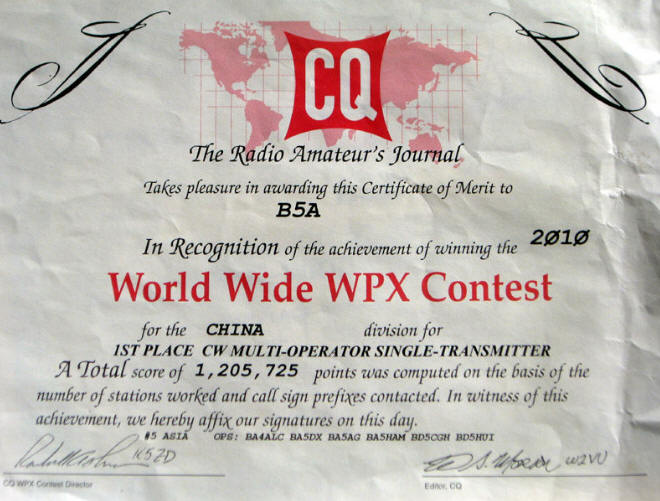 CQ
The Radio Amateur's Journal
Takes pleasure in awarding this Certificate of Merit to
B5A
In Recognition of the achievement of winning the 2Ø1Ø
World Wide WPX Contest
for the CHINA division for
1ST PLACE CW MULTI-OPERATOR SINGLE-TRANSMITTER
A Total score of 1,205,725 points was computed on the basis of the
number of stations worked and call sign prefixes contacted. In witness of this
achievement, we hereby affix our signatures on this day.
#5 ASIA OPS: BA4ALC BA5DX BA5AG BA5HAM BD5CGH BD5HUI
K5ZD W2VU
CQ WPX Contest Director Editor, CQ